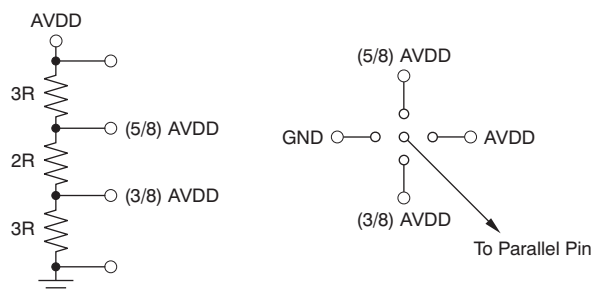 AVDD
3R
(5/8) AVDD
2R
(3/8) AVDD
3R
(5/8) AVDD
GND
AVDD
(3/8) AVDD
To Parallel Pin